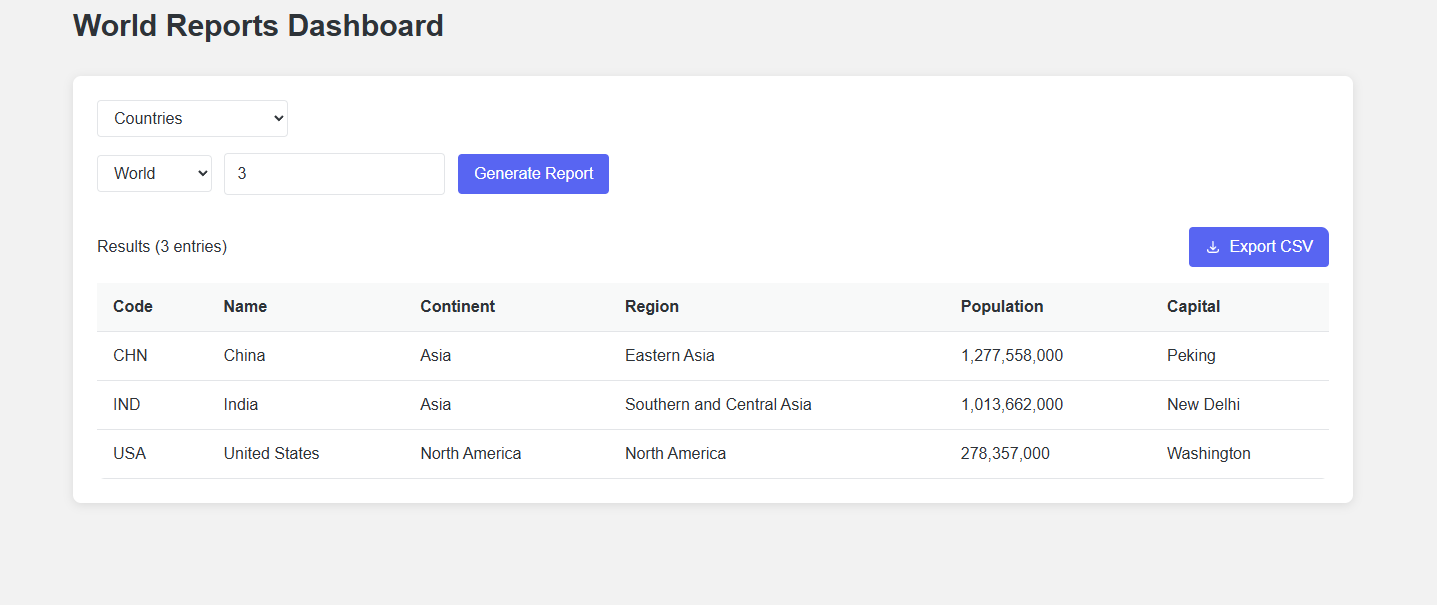 World Reports Dashboard
Countries
World 3 Generate Report
Results (3 entries) Export CSV
Code Name Continent Region Population Capital
CHN China Asia Eastern Asia 1,277,558,000 Peking
IND India Asia Southern and Central Asia 1,013,662,000 New Delhi
USA United States North America North America 278,357,000 Washington